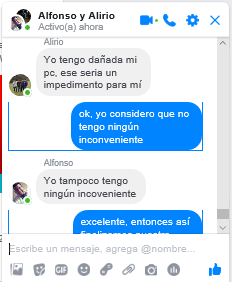 Alfonso y Alirio
Activo(a) ahora
Alirio
Yo tengo dañada mi
pc, ese seria un
impedimento para mí
ok, yo considero que no
tengo ningún
inconveniente
Alfonso
Yo tampoco tengo
ningún incoveniente
excelente, entonces así
Escribe un mensaje, agrega @nombre...
GIF